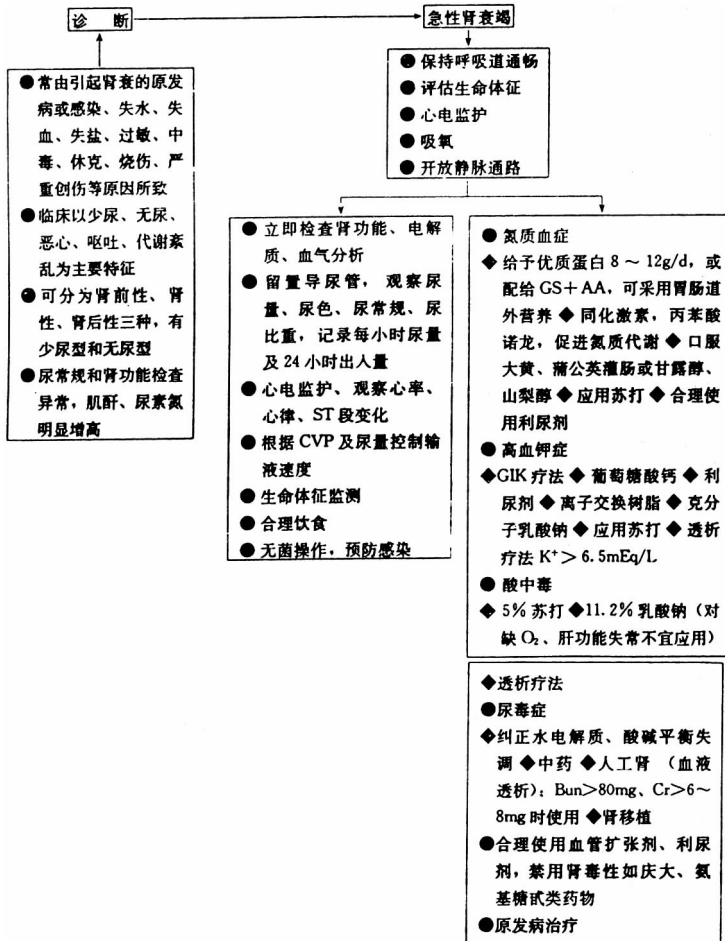 诊 断
急性肾衰竭
●常由引起肾衰的原发
病或感染、失水、失
血、失盐、过敏、中
毒、休克、烧伤、严
重创伤等原因所致
●临床以少尿、无尿、
恶心、呕吐、代谢紊
乱为主要特征
●可分为肾前性、肾
性、肾后性三种，有
少尿型和无尿型
●尿常规和肾功能检查
异常，肌酐、尿素氮
明显增高
●保持呼吸道通畅
●评估生命体征
●心电监护
●吸氧
●开放静脉通路
●立即检查肾功能、电解
质、血气分析
●留置导尿管，观察尿
量、尿色、尿常规、尿
比重，记录每小时尿量
及24小时出入量
●心电监护、观察心率、
心律、ST段变化
●根据CVP及尿量控制输
液速度
●生命体征监测
●合理饮食
●无菌操作，预防感染
●氮质血症
◆给予优质蛋白8～12g/d，或
配给GS＋AA，可采用胃肠道
外营养◆同化激素，丙苯酸
诺龙，促进氮质代谢◆口服
大黄、蒲公英灌肠或甘露醇、
山梨醇◆应用苏打◆合理使
用利尿剂
●高血钾症
◆GIK疗法◆葡萄糖酸钙◆利
尿剂◆离子交换树脂◆克分
子乳酸钠◆应用苏打◆透析
疗法K⁺＞6.5mEq/L
●酸中毒
◆5%苏打◆11.2%乳酸钠（对
缺O₂、肝功能失常不宜应用）
◆透析疗法
●尿毒症
◆纠正水电解质、酸碱平衡失
调◆中药◆人工肾（血液
透析）；Bun＞80mg、Cr＞6～
8mg时使用◆肾移植
●合理使用血管扩张剂、利尿
剂，禁用肾毒性如庆大、氨
基糖甙类药物
●原发病治疗